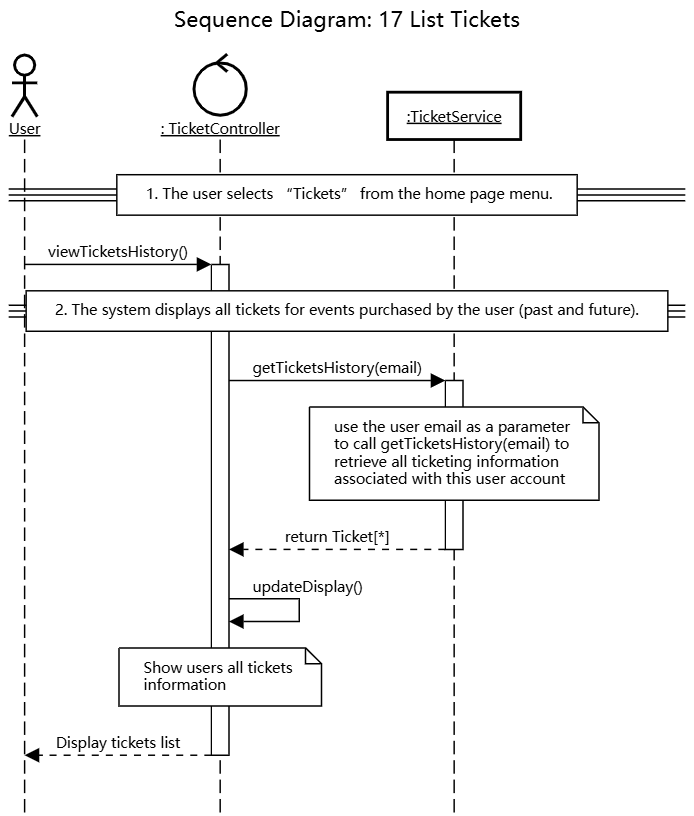 Sequence Diagram: 17 List Tickets
User
: TicketController
:TicketService
1. The user selects “Tickets” from the home page menu.
viewTicketsHistory()
2. The system displays all tickets for events purchased by the user (past and future).
getTicketsHistory(email)
use the user email as a parameter
to call getTicketsHistory(email) to
retrieve all ticketing information
associated with this user account
return Ticket[*]
updateDisplay()
Show users all tickets
information
Display tickets list